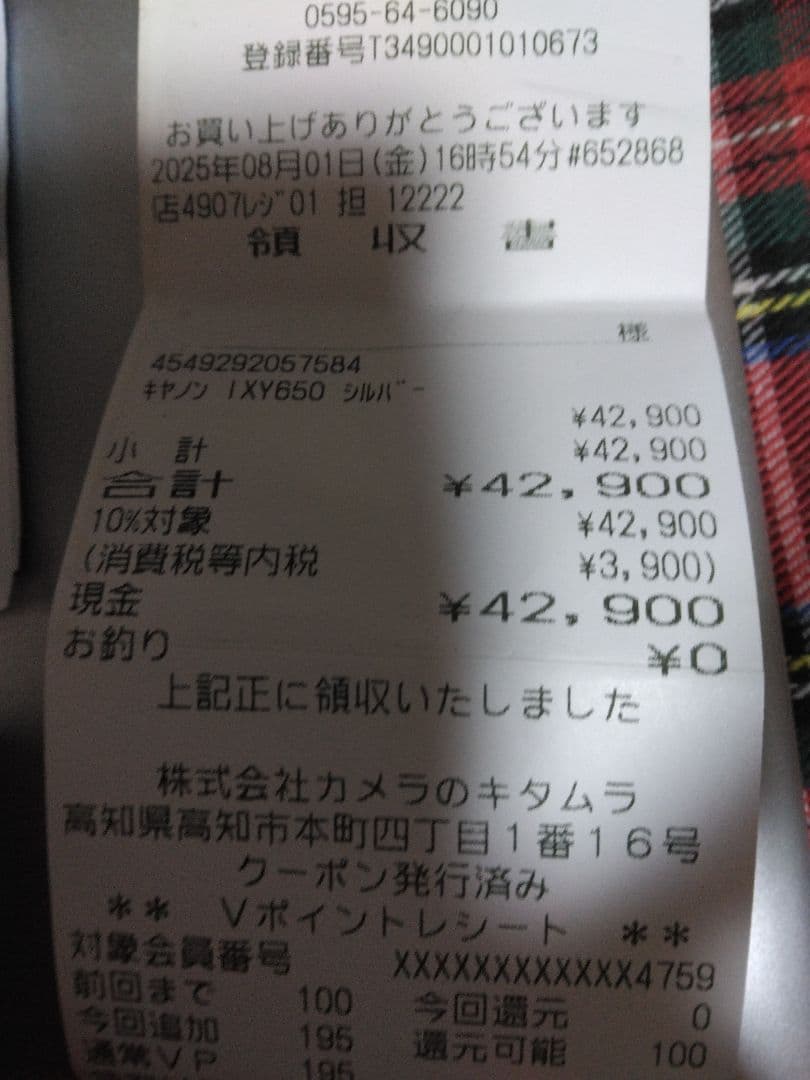 0595-64-6090
登録番号T3490001010673
お買い上げありがとうございます
2025年08月01日(金)16時54分#652868
店4907ﾚｼﾞ01 担 12222
領 収 書
様
4549292057584
ｷﾔﾉﾝ IXY650 ｼﾙﾊﾞｰ
¥42,900
小 計 ¥42,900
合計 ¥42,900
10%対象 ¥42,900
(消費税等内税 ¥3,900)
現金 ¥42,900
お釣り ¥0
上記正に領収いたしました
株式会社カメラのキタムラ
高知県高知市本町四丁目1番16号
クーポン発行済み
** Vポイントレシート **
対象会員番号 XXXXXXXXXXXX4759
前回まで 100 今回還元 0
今回追加 195 還元可能 100
通常VP 195